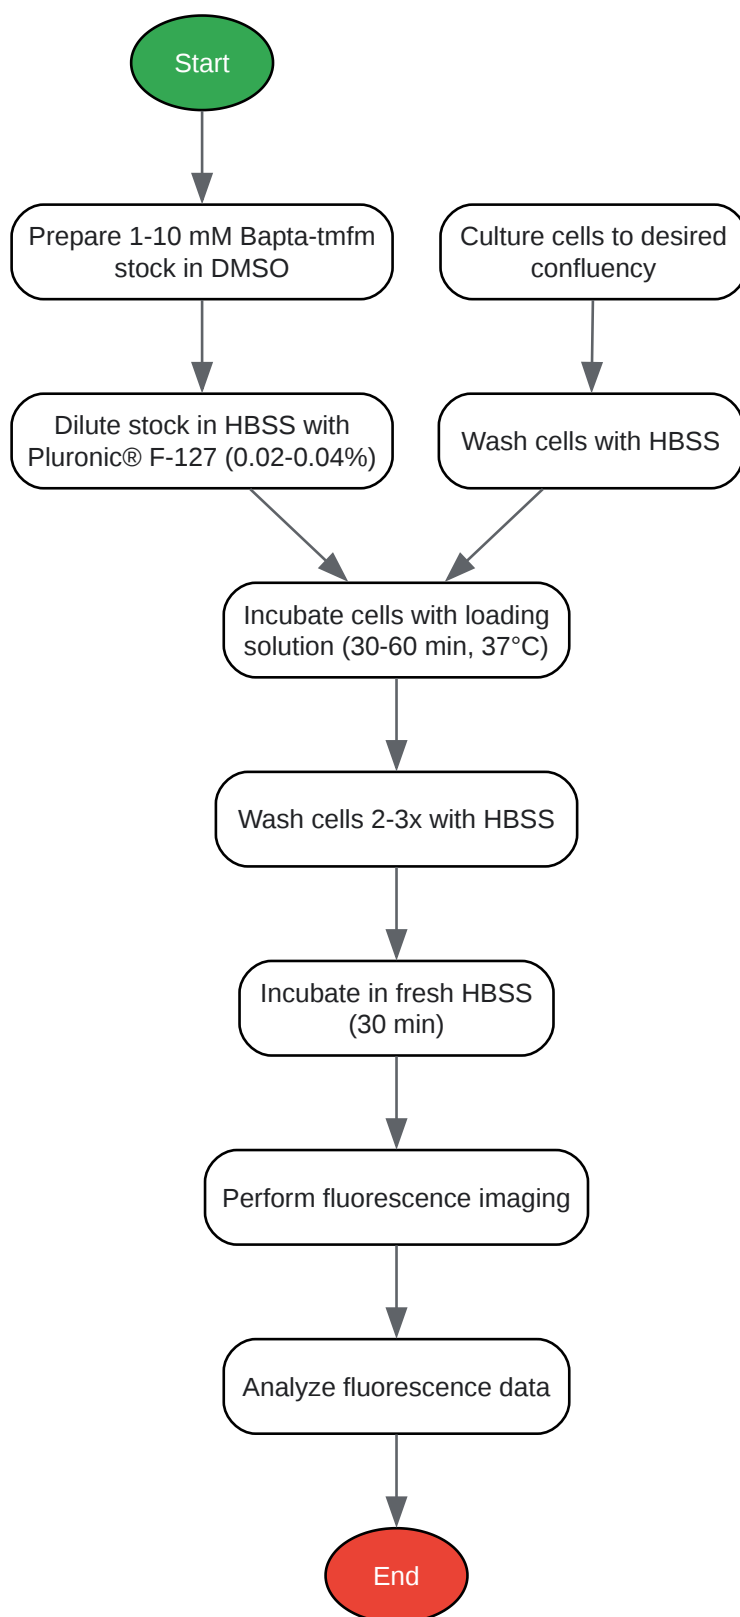 Start
Prepare 1-10 mM Bapta-tmfm
stock in DMSO
Culture cells to desired
confluency
Dilute stock in HBSS with
Pluronic® F-127 (0.02-0.04%)
Wash cells with HBSS
Incubate cells with loading
solution (30-60 min, 37°C)
Wash cells 2-3x with HBSS
Incubate in fresh HBSS
(30 min)
Perform fluorescence imaging
Analyze fluorescence data
End